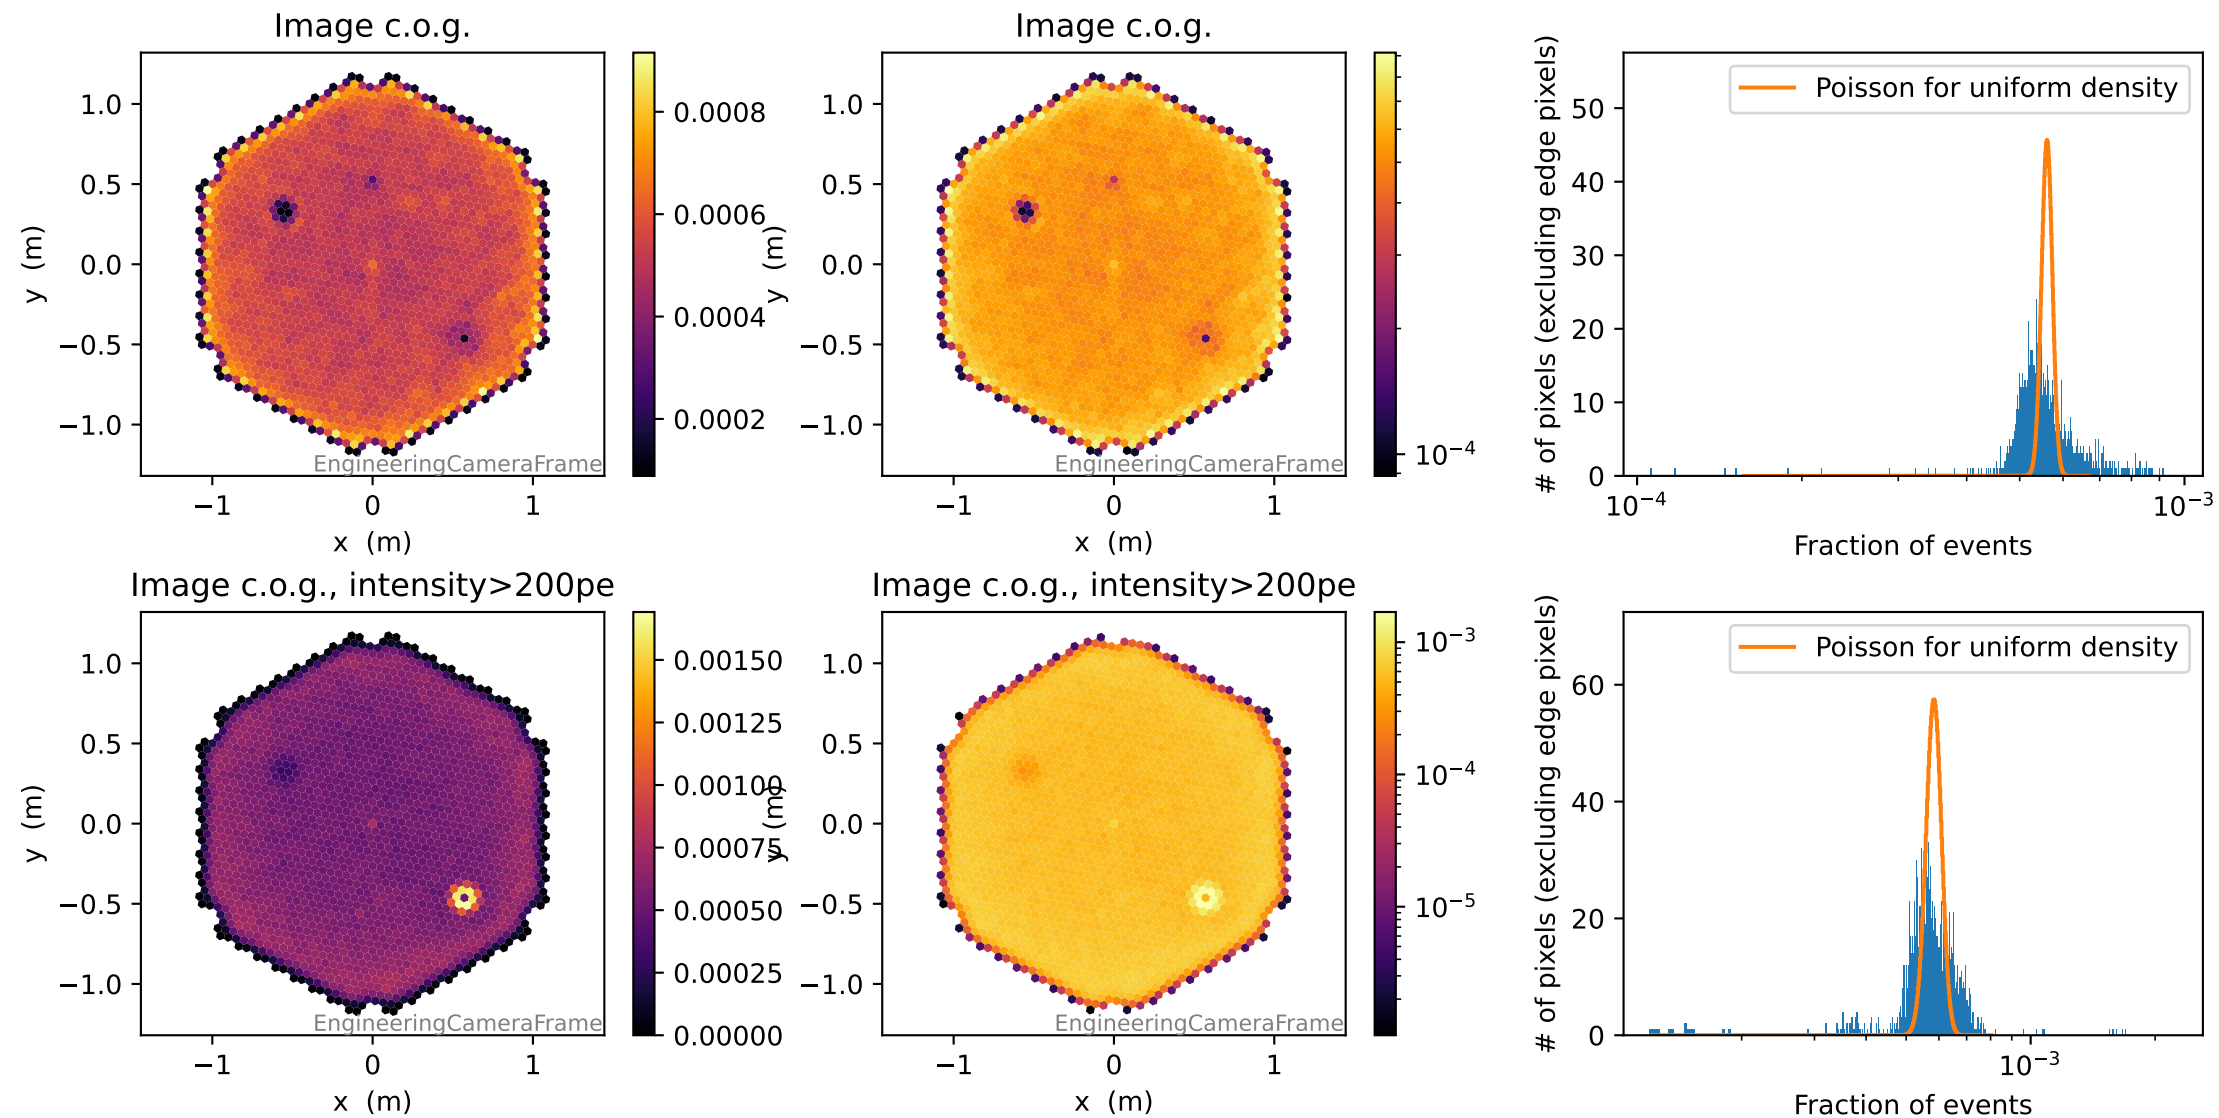 Image c.o.g.
1.0
0.5
0.0
−0.5
−1.0
y (m)
−1
0
1
x (m)
EngineeringCameraFrame
0.0008
0.0006
0.0004
0.0002
Image c.o.g.
1.0
0.5
0.0
−0.5
−1.0
y (m)
−1
0
1
x (m)
EngineeringCameraFrame
10⁻⁴
# of pixels (excluding edge pixels)
50
40
30
20
10
0
Poisson for uniform density
10⁻⁴
10⁻³
Fraction of events
Image c.o.g., intensity>200pe
1.0
0.5
0.0
−0.5
−1.0
y (m)
−1
0
1
x (m)
EngineeringCameraFrame
0.00150
0.00125
0.00100
0.00075
0.00050
0.00025
0.00000
Image c.o.g., intensity>200pe
1.0
0.5
0.0
−0.5
−1.0
y (m)
−1
0
1
x (m)
EngineeringCameraFrame
10⁻³
10⁻⁴
10⁻⁵
# of pixels (excluding edge pixels)
60
40
20
0
Poisson for uniform density
10⁻³
Fraction of events